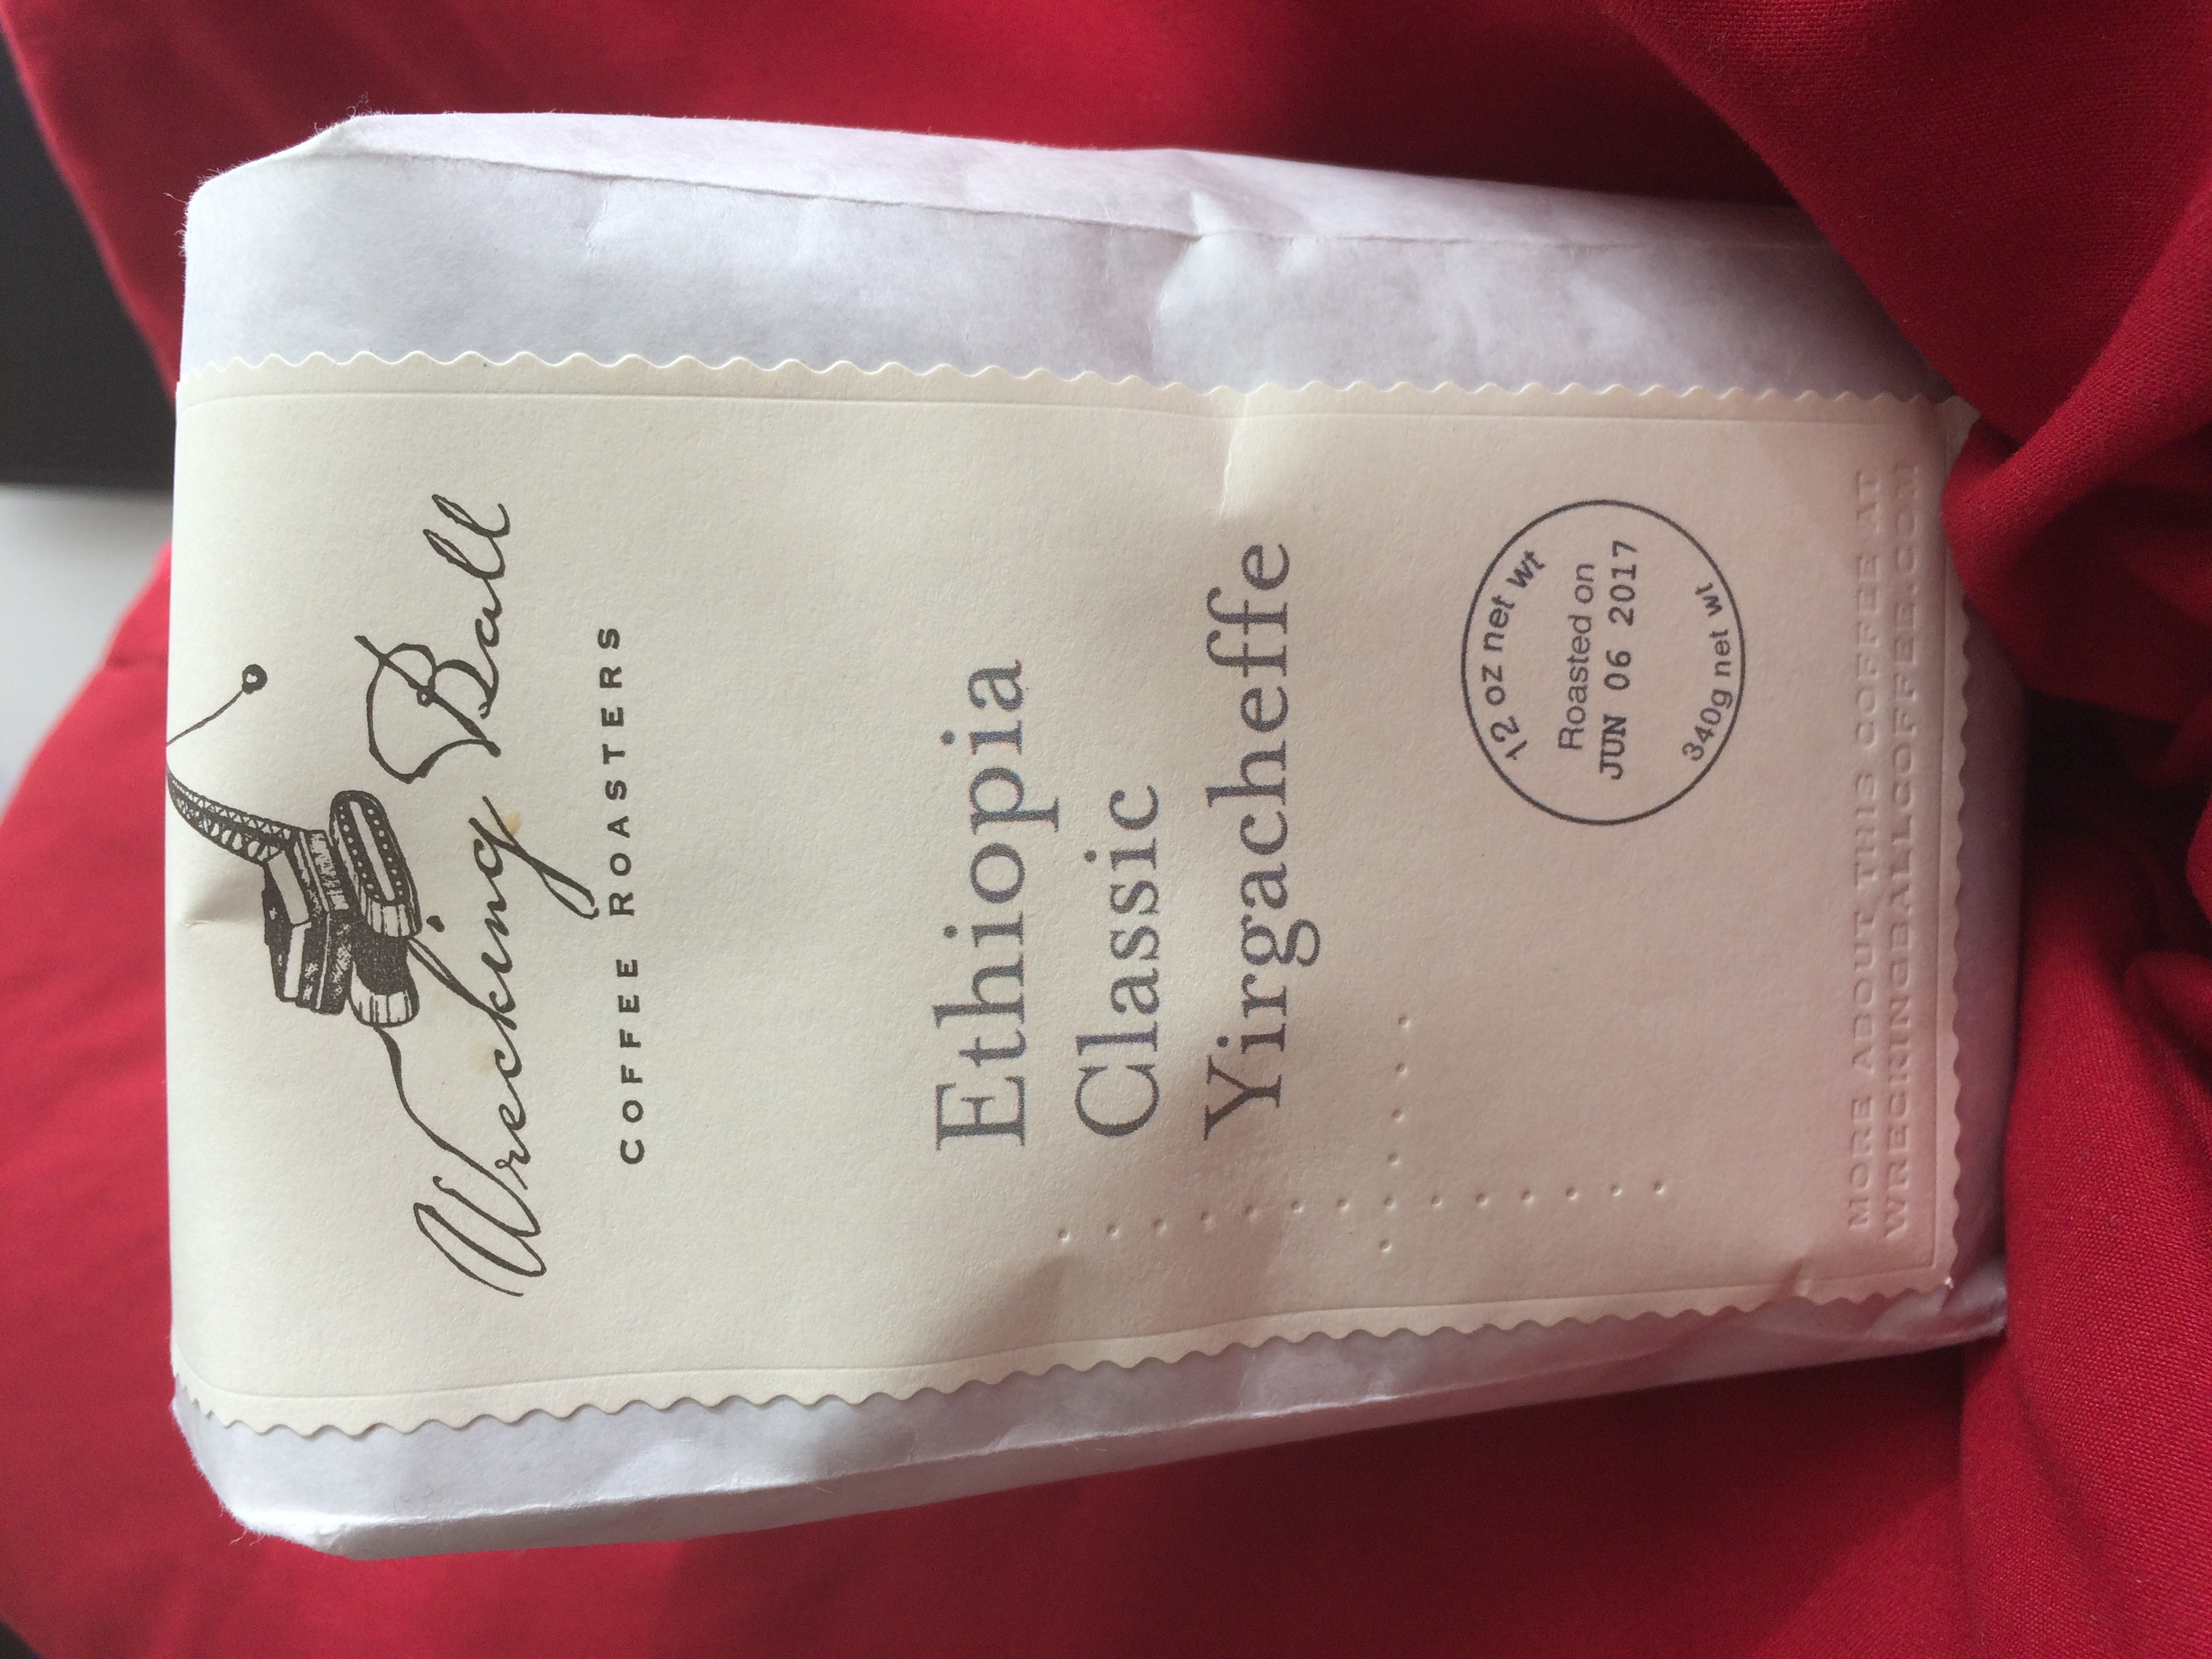 Wrecking Ball
COFFEE ROASTERS
Ethiopia
Classic
Yirgacheffe
12 oz net wt
Roasted on
JUN 06 2017
340g net wt
MORE ABOUT THIS COFFEE AT
WRECKINGBALLCOFFEE.COM